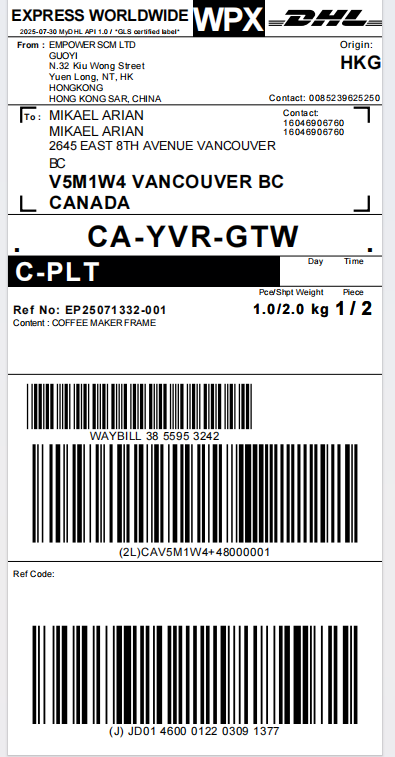 EXPRESS WORLDWIDE WPX DHL
2025-07-30 MyDHL API 1.0 / *GLS certified label*
From : EMPOWER SCM LTD
GUOYI
N.32 Kiu Wong Street
Yuen Long, NT, HK
HONGKONG
HONG KONG SAR, CHINA
Origin:
HKG
Contact: 0085239625250
To : MIKAEL ARIAN
MIKAEL ARIAN
2645 EAST 8TH AVENUE VANCOUVER
BC
V5M1W4 VANCOUVER BC
CANADA
Contact:
16046906760
16046906760
. CA-YVR-GTW .
C-PLT
Day Time
Pce/Shpt Weight Piece
Ref No: EP25071332-001 1.0/2.0 kg 1 / 2
Content : COFFEE MAKER FRAME
WAYBILL 38 5595 3242
(2L)CAV5M1W4+48000001
Ref Code:
(J) JD01 4600 0122 0309 1377